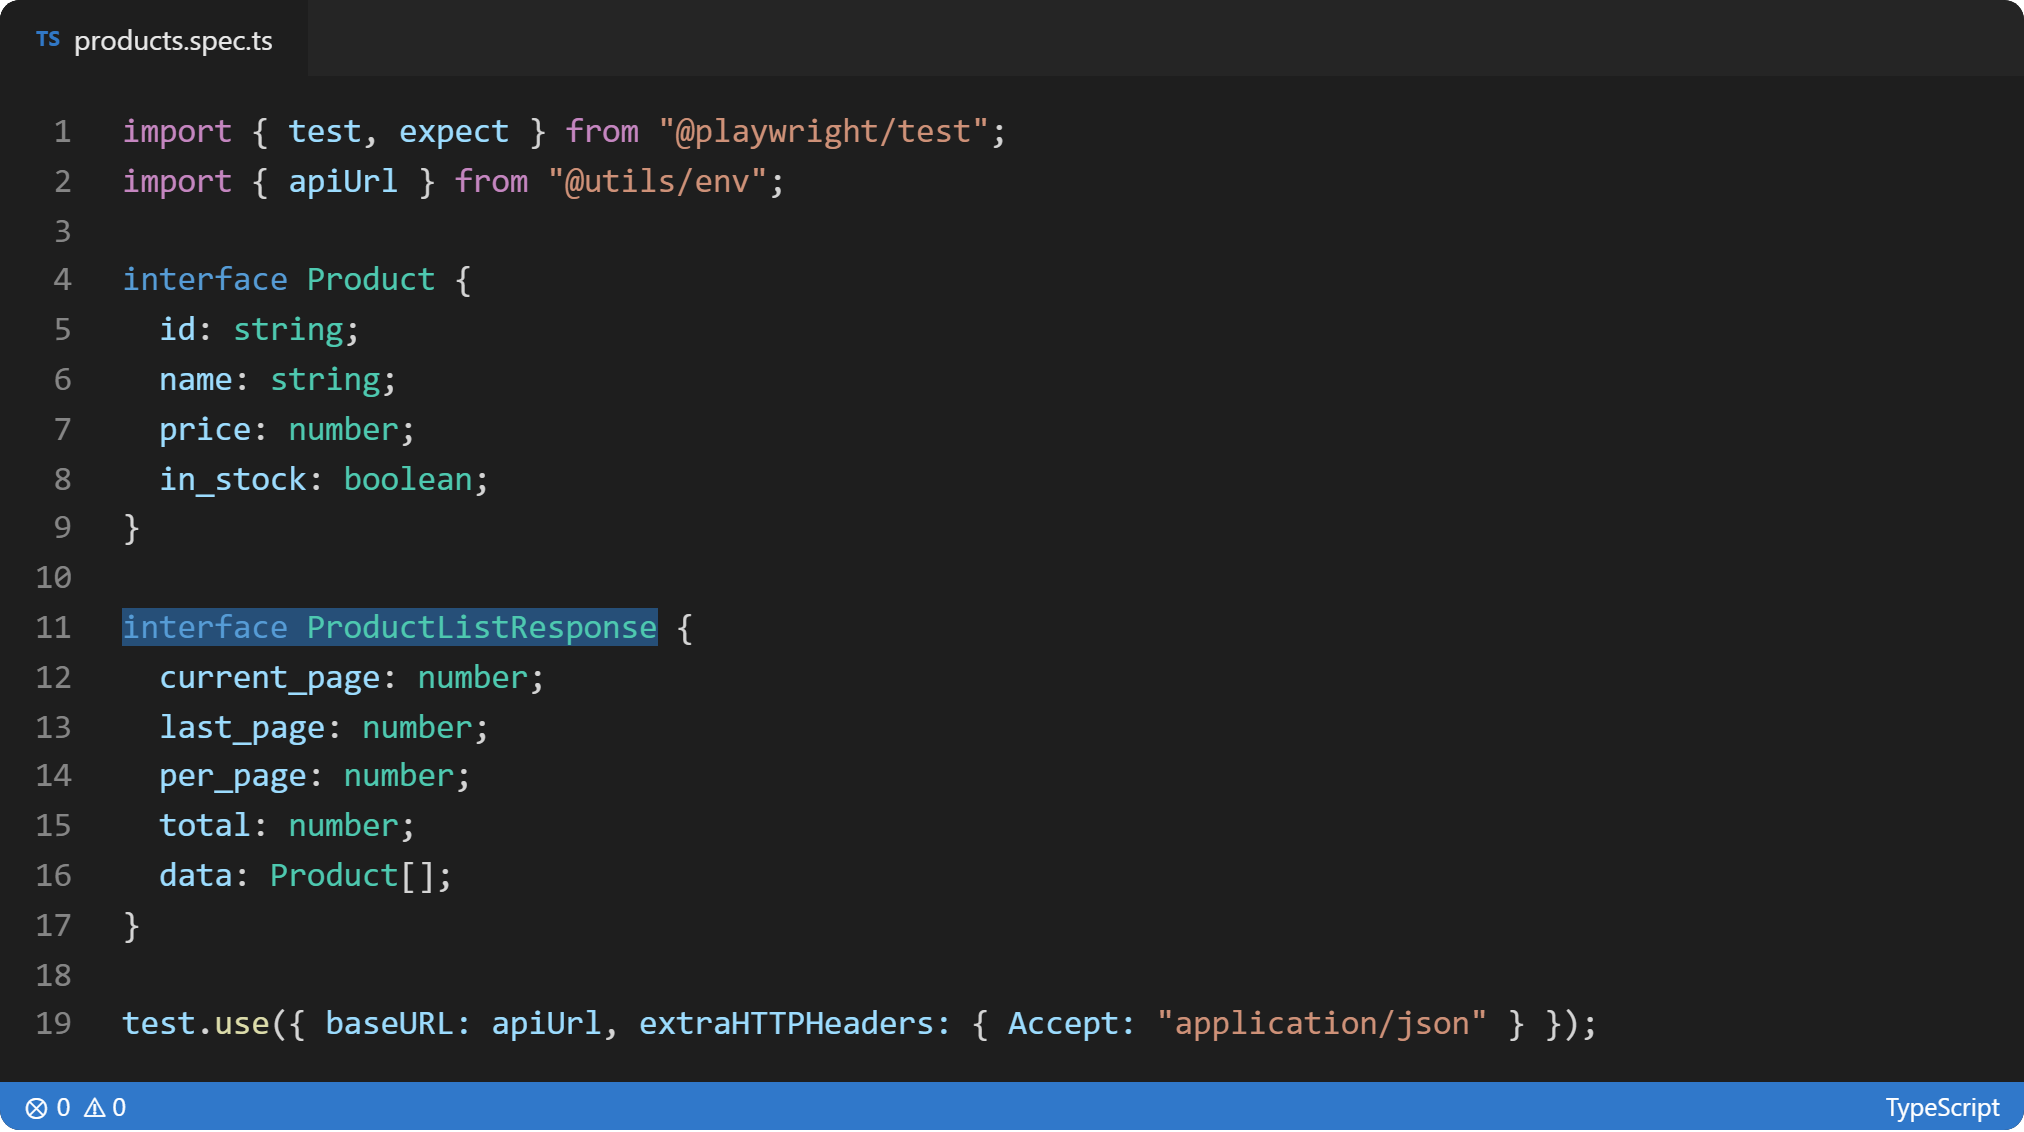 TS products.spec.ts
1 import { test, expect } from "@playwright/test";
2 import { apiUrl } from "@utils/env";
3
4 interface Product {
5   id: string;
6   name: string;
7   price: number;
8   in_stock: boolean;
9 }
10
11 interface ProductListResponse {
12   current_page: number;
13   last_page: number;
14   per_page: number;
15   total: number;
16   data: Product[];
17 }
18
19 test.use({ baseURL: apiUrl, extraHTTPHeaders: { Accept: "application/json" } });
0 0 TypeScript